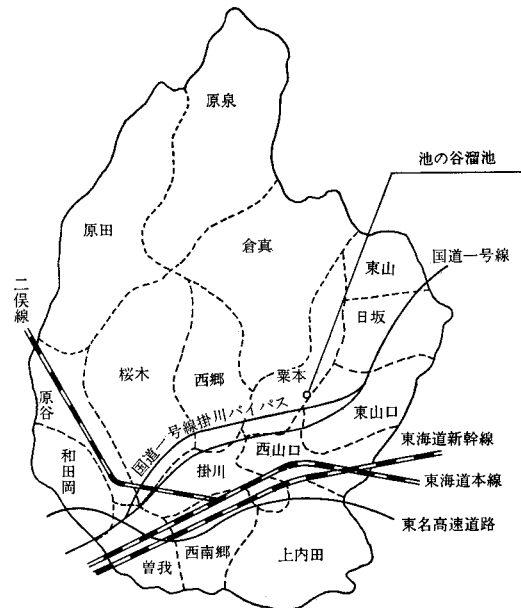 原泉
池の谷溜池
原田
倉真
東山
国道一号線
二俣線
日坂
桜木
西郷
粟本
原谷
国道一号線掛川バイパス
東山口
和田岡
西山口
掛川
東海道新幹線
東海道本線
東名高速道路
西南郷
上内田
曽我